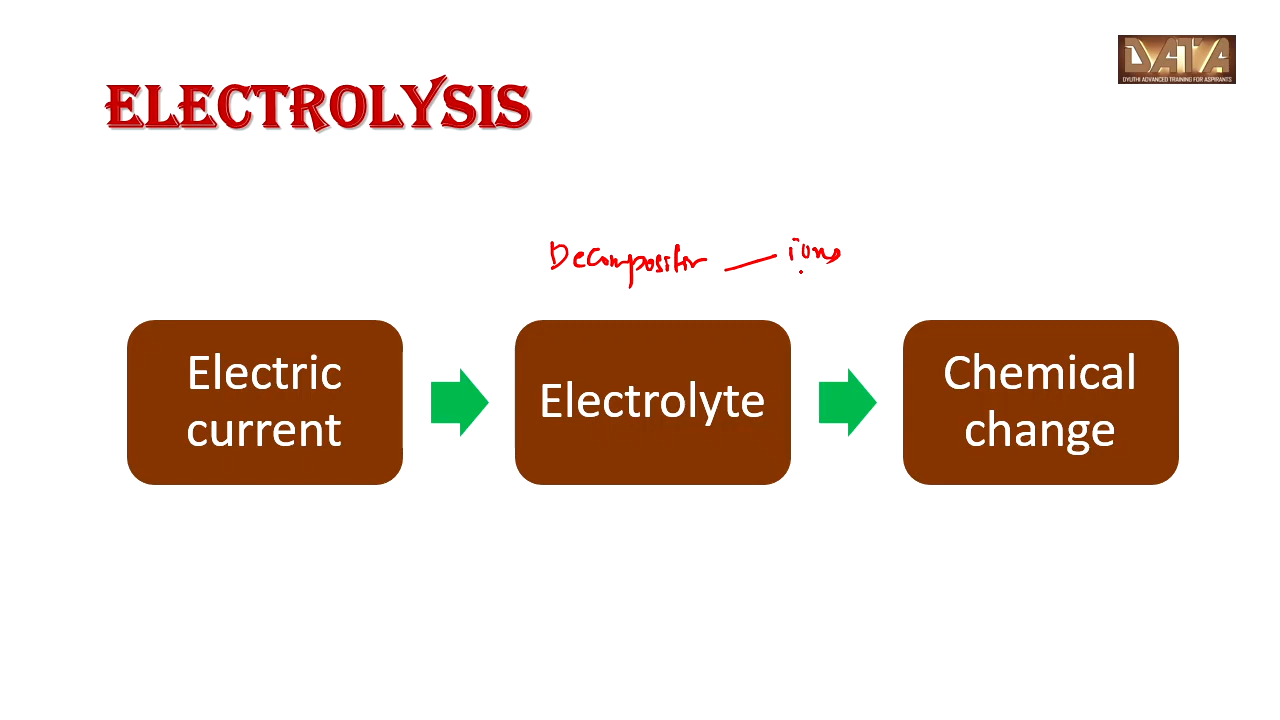 DATA
DYUTHI ADVANCED TRAINING FOR ASPIRANTS
ELECTROLYSIS
Decomposition — ions
Electric
current
Electrolyte
Chemical
change